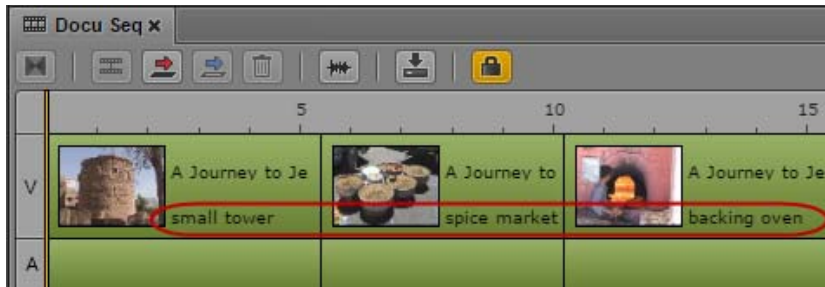 Docu Seq x
5 10 15
V
A Journey to Je
small tower
A Journey to
spice market
A Journey to Je
backing oven
A